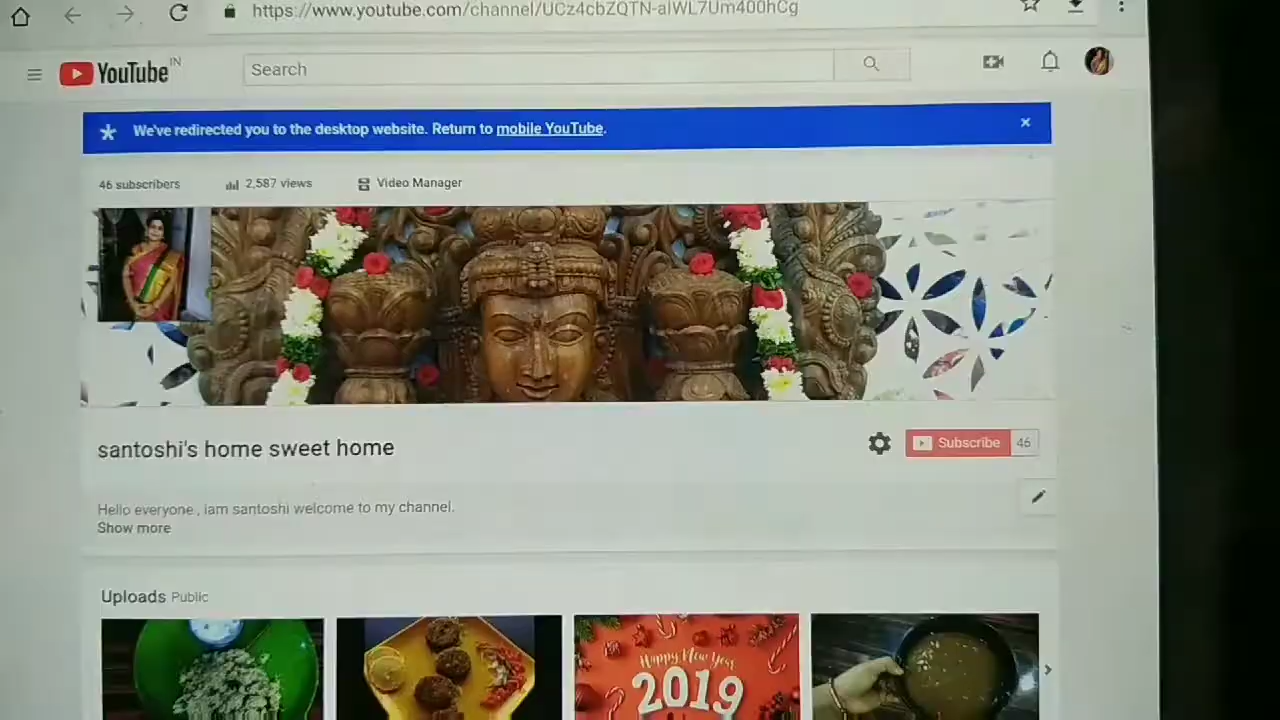 https://www.youtube.com/channel/UCz4cbZQTN-alWL7Um400hCg
YouTube IN
Search
We've redirected you to the desktop website. Return to mobile YouTube.
46 subscribers
2,587 views
Video Manager
santoshi's home sweet home
Subscribe 46
Hello everyone , iam santoshi welcome to my channel.
Show more
Uploads Public
Happy New Year
2019